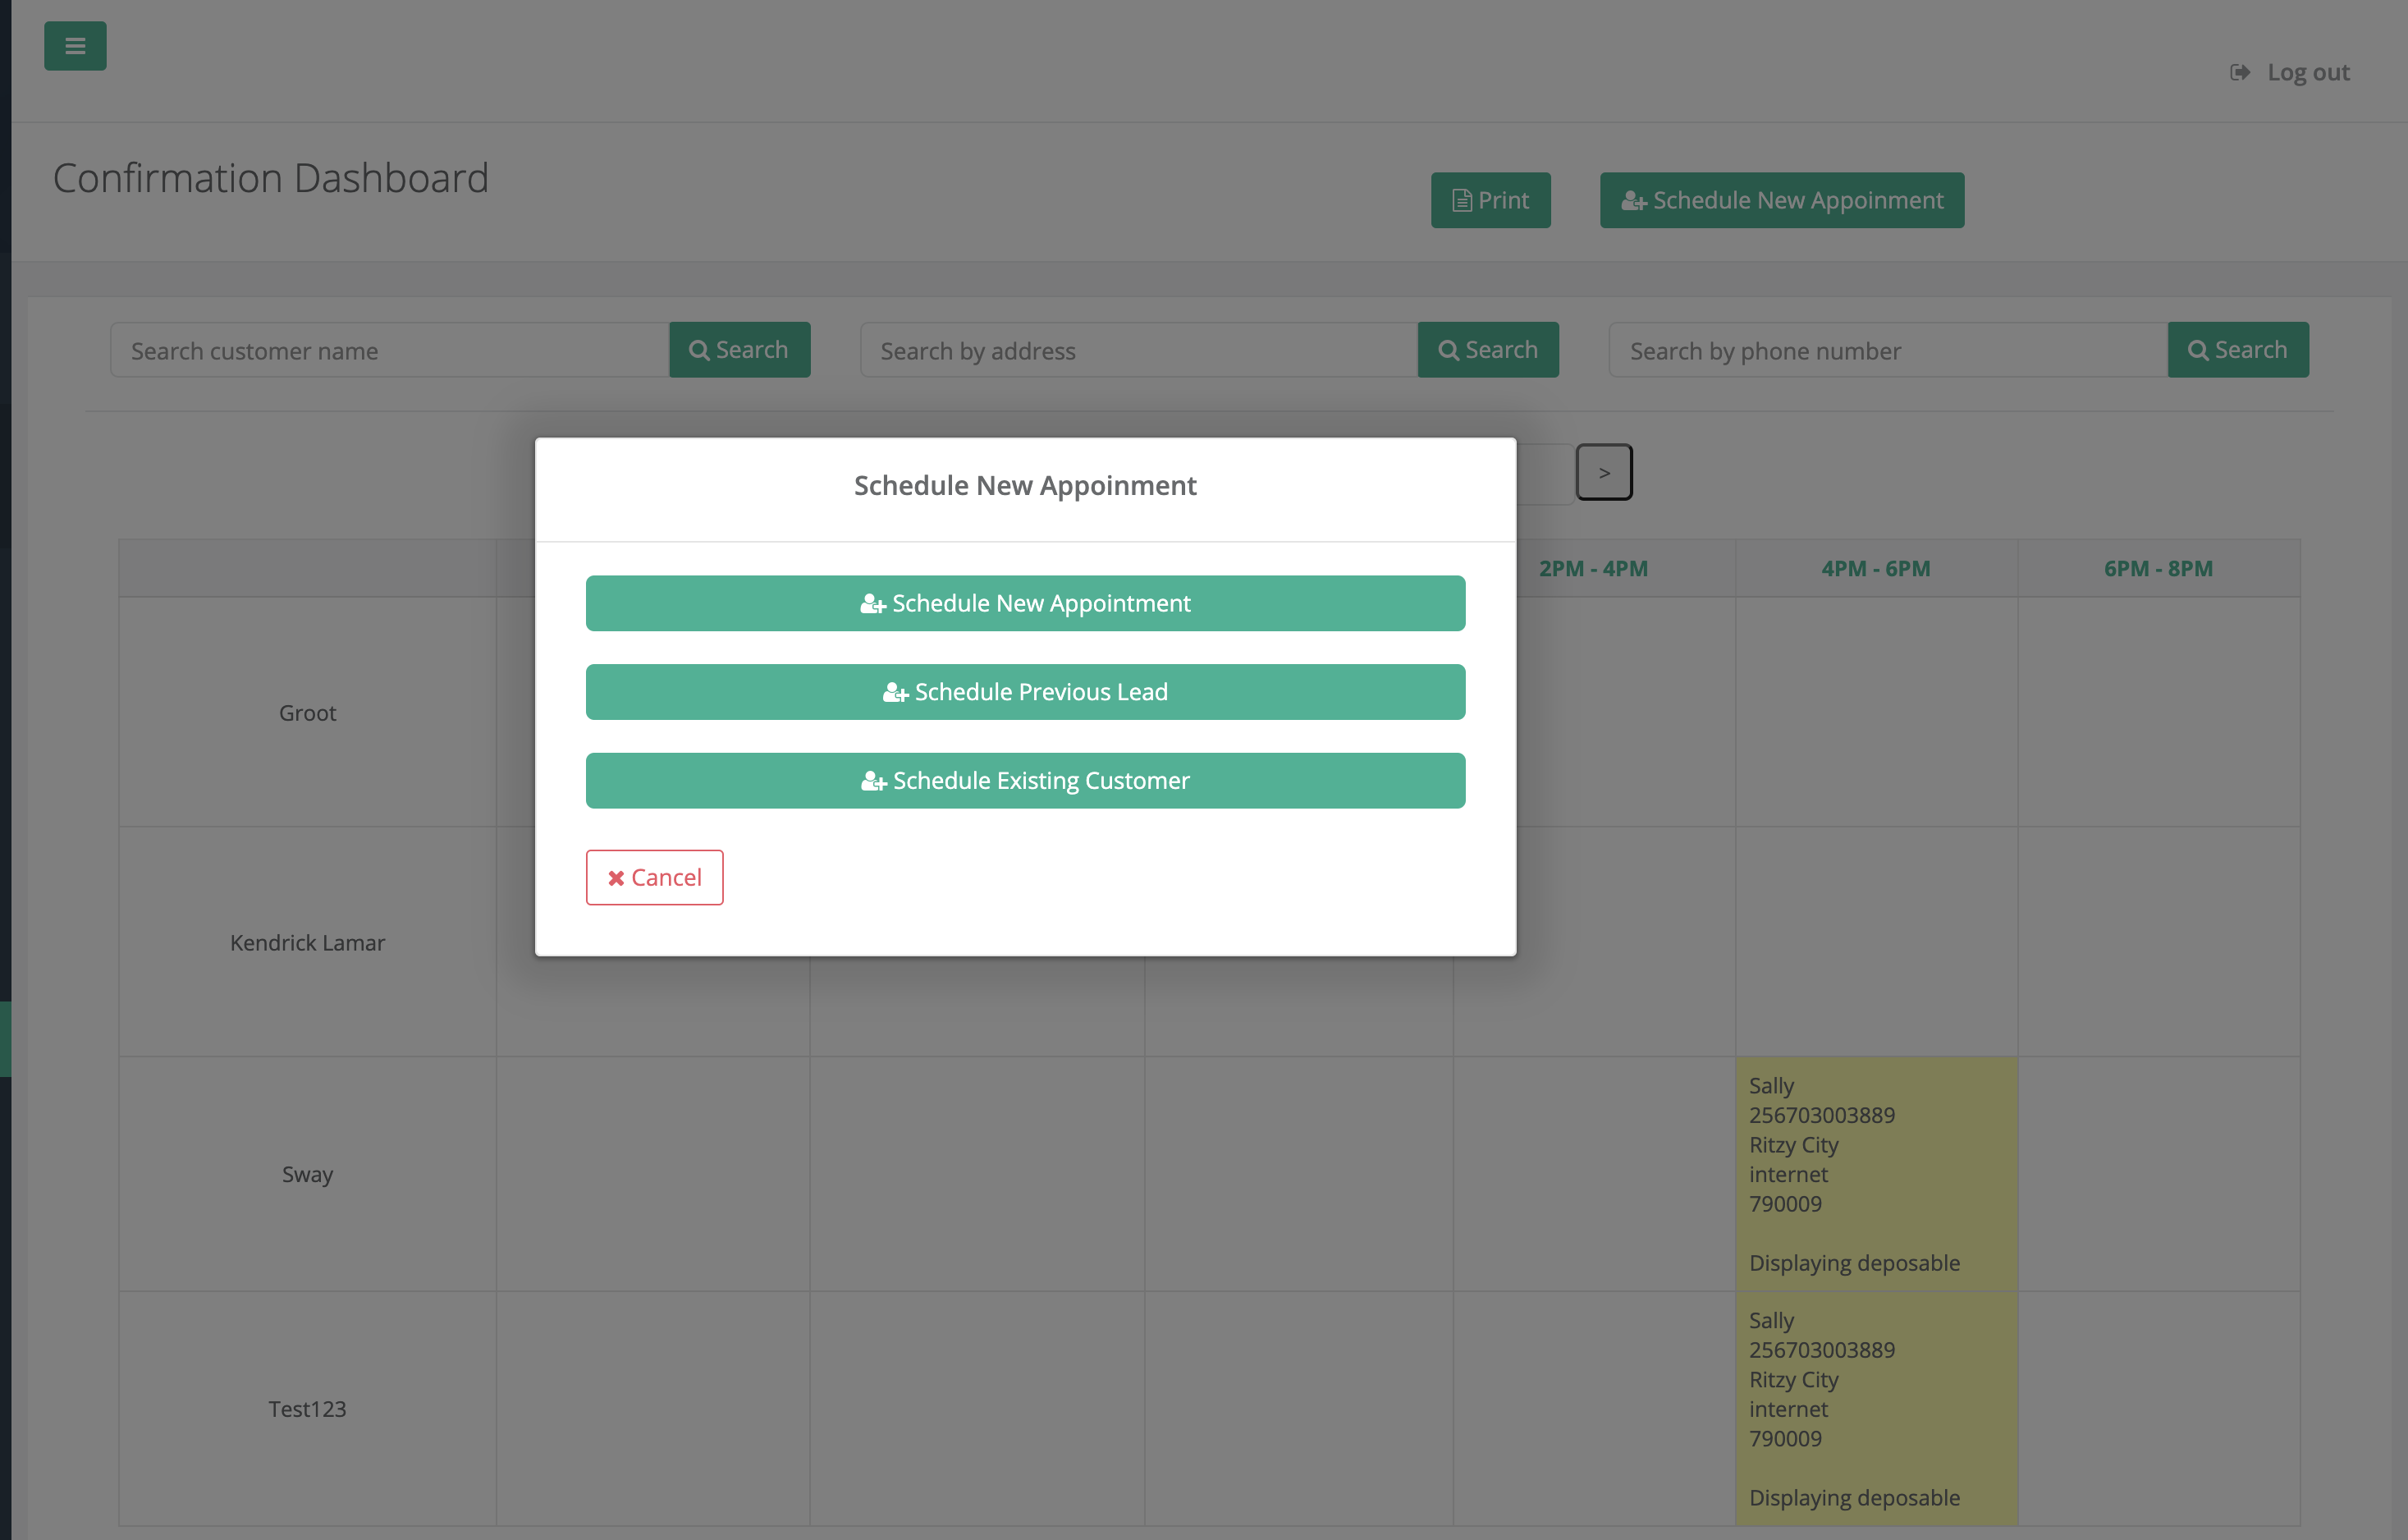 Log out
Confirmation Dashboard
Print
Schedule New Appoinment
Search customer name
Search
Search by address
Search
Search by phone number
Search
>
Schedule New Appoinment
Schedule New Appointment
Schedule Previous Lead
Schedule Existing Customer
Cancel
2PM - 4PM
4PM - 6PM
6PM - 8PM
Groot
Kendrick Lamar
Sway
Sally
256703003889
Ritzy City
internet
790009
Displaying deposable
Test123
Sally
256703003889
Ritzy City
internet
790009
Displaying deposable